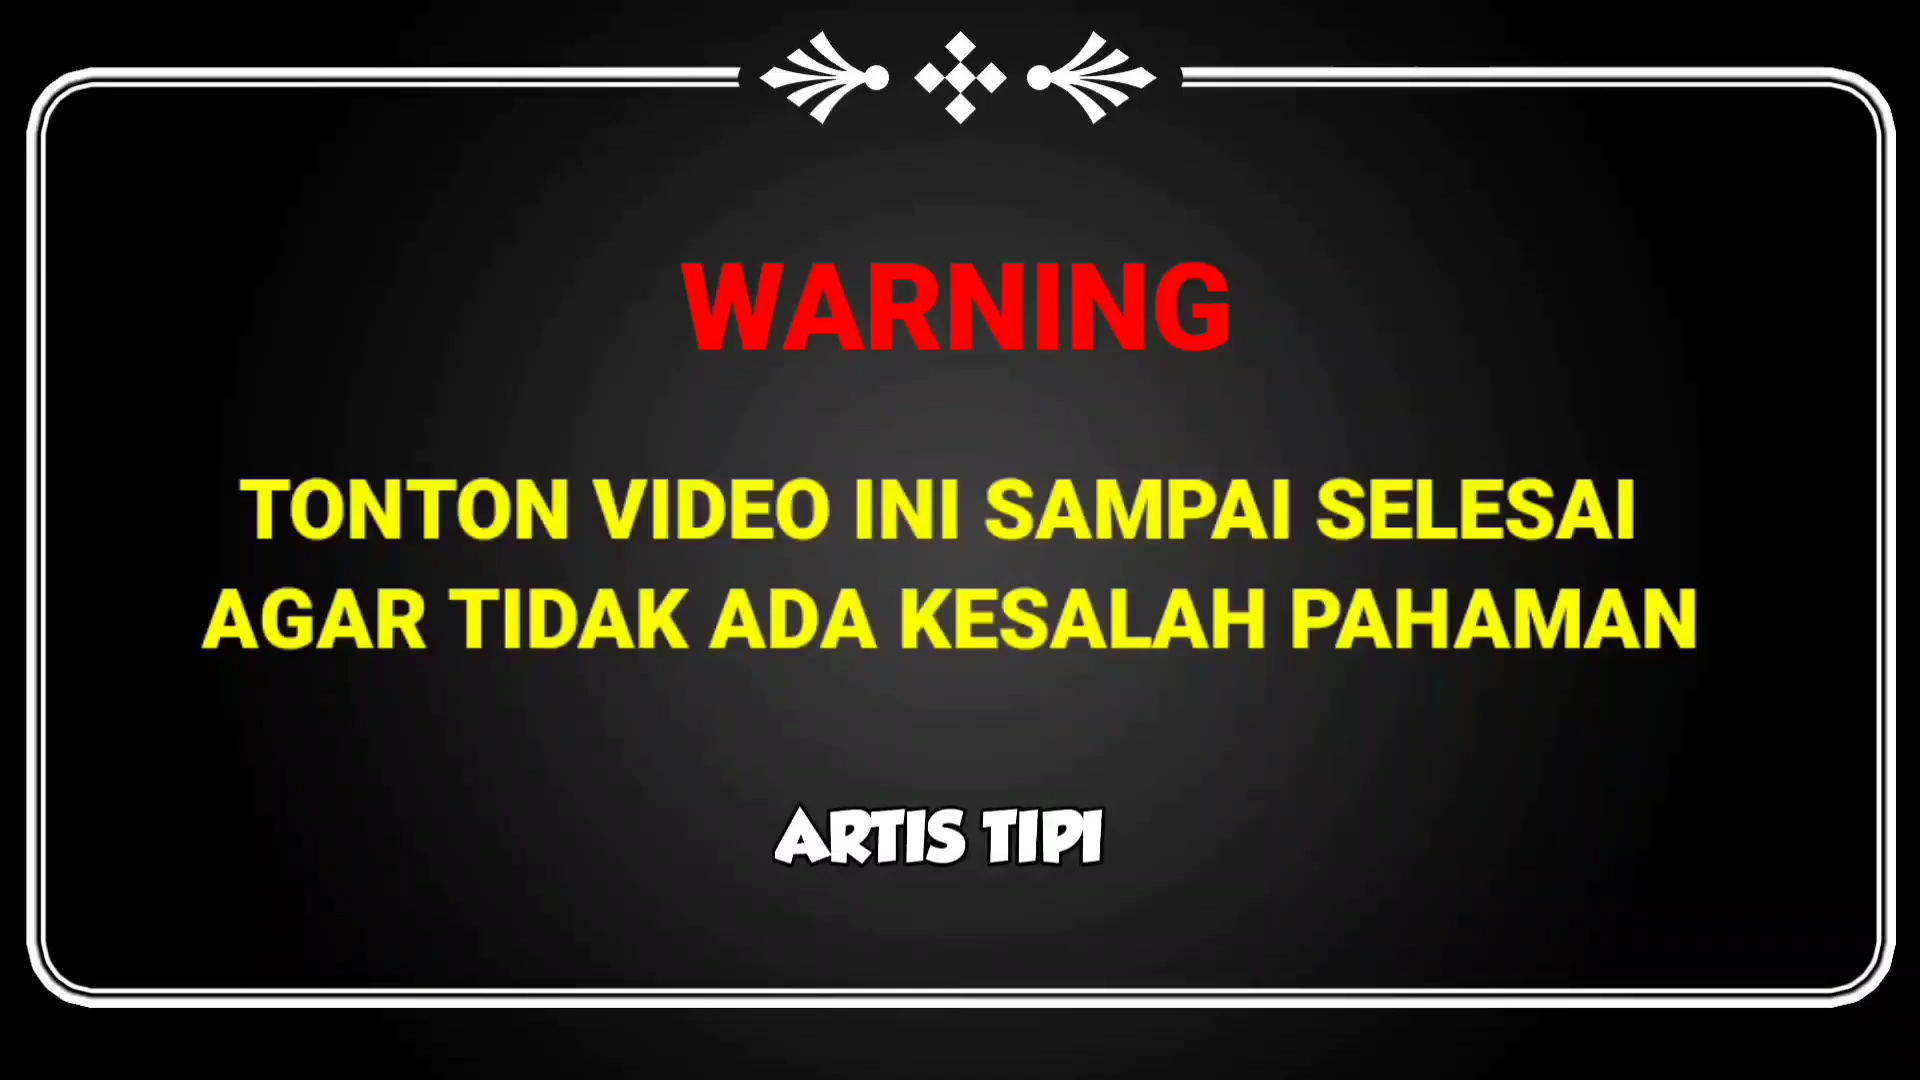 WARNING
TONTON VIDEO INI SAMPAI SELESAI
AGAR TIDAK ADA KESALAH PAHAMAN
ARTIS TIPI